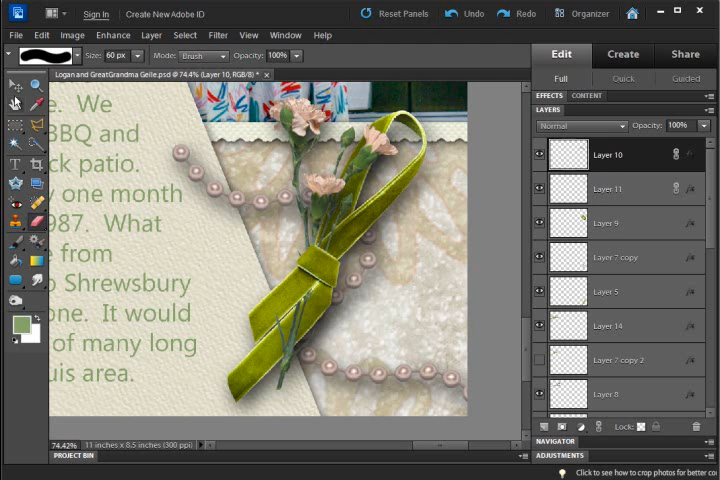 Sign In
Create New Adobe ID
Reset Panels
Undo
Redo
Organizer
File Edit Image Enhance Layer Select Filter View Window Help
Size: 60 px
Mode: Brush
Opacity: 100%
Edit Create Share
Full Quick Guided
EFFECTS CONTENT
LAYERS
Normal
Opacity: 100%
Logan and GreatGrandma Geile.psd @ 74.4% (Layer 10, RGB/8) *
e. We
BBQ and
ck patio.
y one month
987. What
e from
o Shrewsbury
one. It would
of many long
uis area.
Layer 10
Layer 11
Layer 9
Layer 7 copy
Layer 5
Layer 14
Layer 7 copy 2
Layer 8
Lock:
74.42% 11 inches x 8.5 inches (300 ppi)
PROJECT BIN
NAVIGATOR
ADJUSTMENTS
Click to see how to crop photos for better co